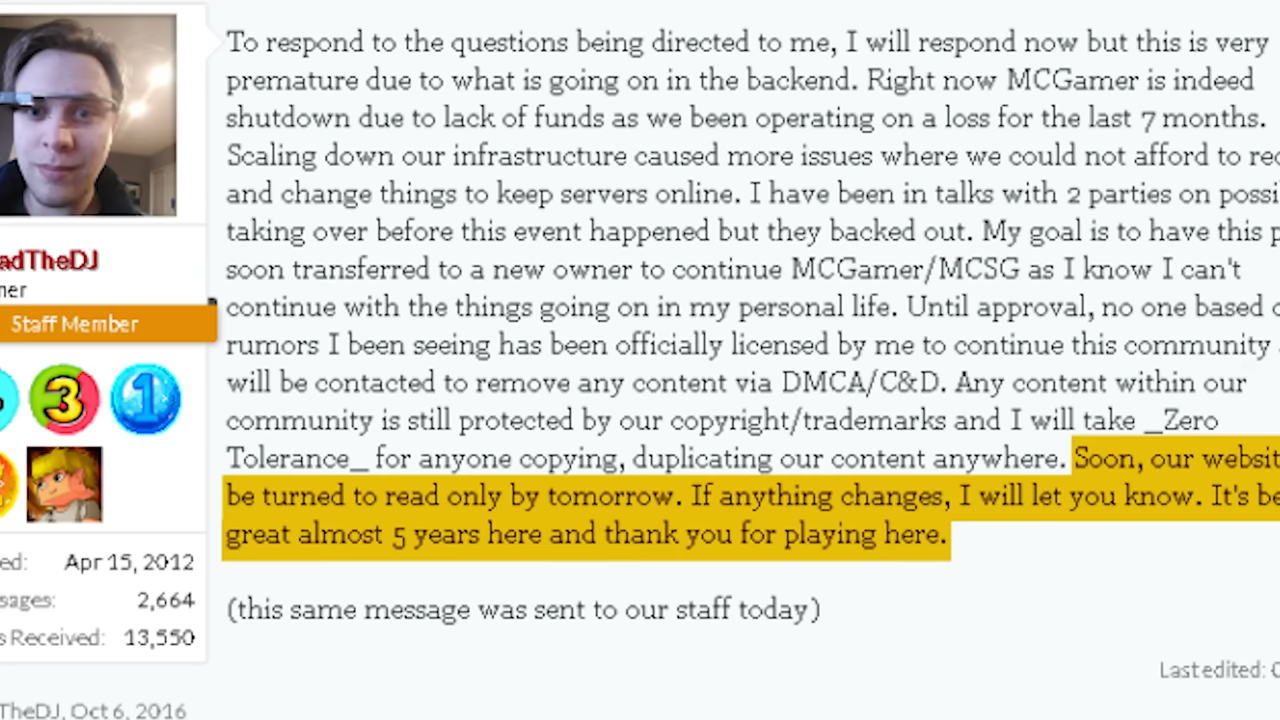 To respond to the questions being directed to me, I will respond now but this is very
premature due to what is going on in the backend. Right now MCGamer is indeed
shutdown due to lack of funds as we been operating on a loss for the last 7 months.
Scaling down our infrastructure caused more issues where we could not afford to
and change things to keep servers online. I have been in talks with 2 parties on
taking over before this event happened but they backed out. My goal is to have this
soon transferred to a new owner to continue MCGamer/MCSG as I know I can't
continue with the things going on in my personal life. Until approval, no one based
rumors I been seeing has been officially licensed by me to continue this community
will be contacted to remove any content via DMCA/C&D. Any content within our
community is still protected by our copyright/trademarks and I will take _Zero
Tolerance_ for anyone copying, duplicating our content anywhere. Soon, our
be turned to read only by tomorrow. If anything changes, I will let you know. It's
great almost 5 years here and thank you for playing here.
(this same message was sent to our staff today)
Last edited:
adTheDJ
ner
Staff Member
3 1
ed: Apr 15, 2012
sages: 2,664
s Received: 13,550
TheDJ, Oct 6, 2016